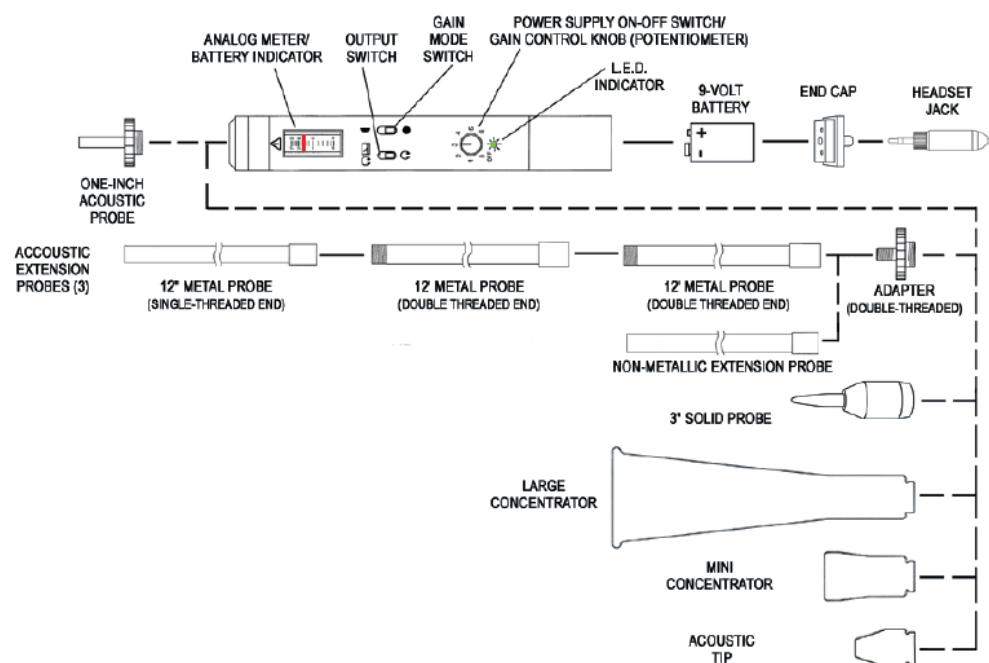 ANALOG METER/
BATTERY INDICATOR
OUTPUT
SWITCH
GAIN
MODE
SWITCH
POWER SUPPLY ON-OFF SWITCH/
GAIN CONTROL KNOB (POTENTIOMETER)
L.E.D.
INDICATOR
9-VOLT
BATTERY
END CAP
HEADSET
JACK
ONE-INCH
ACOUSTIC
PROBE
ACCOUSTIC
EXTENSION
PROBES (3)
12" METAL PROBE
(SINGLE-THREADED END)
12' METAL PROBE
(DOUBLE THREADED END)
12' METAL PROBE
(DOUBLE THREADED END)
ADAPTER
(DOUBLE-THREADED)
NON-METALLIC EXTENSION PROBE
3" SOLID PROBE
LARGE
CONCENTRATOR
MINI
CONCENTRATOR
ACOUSTIC
TIP